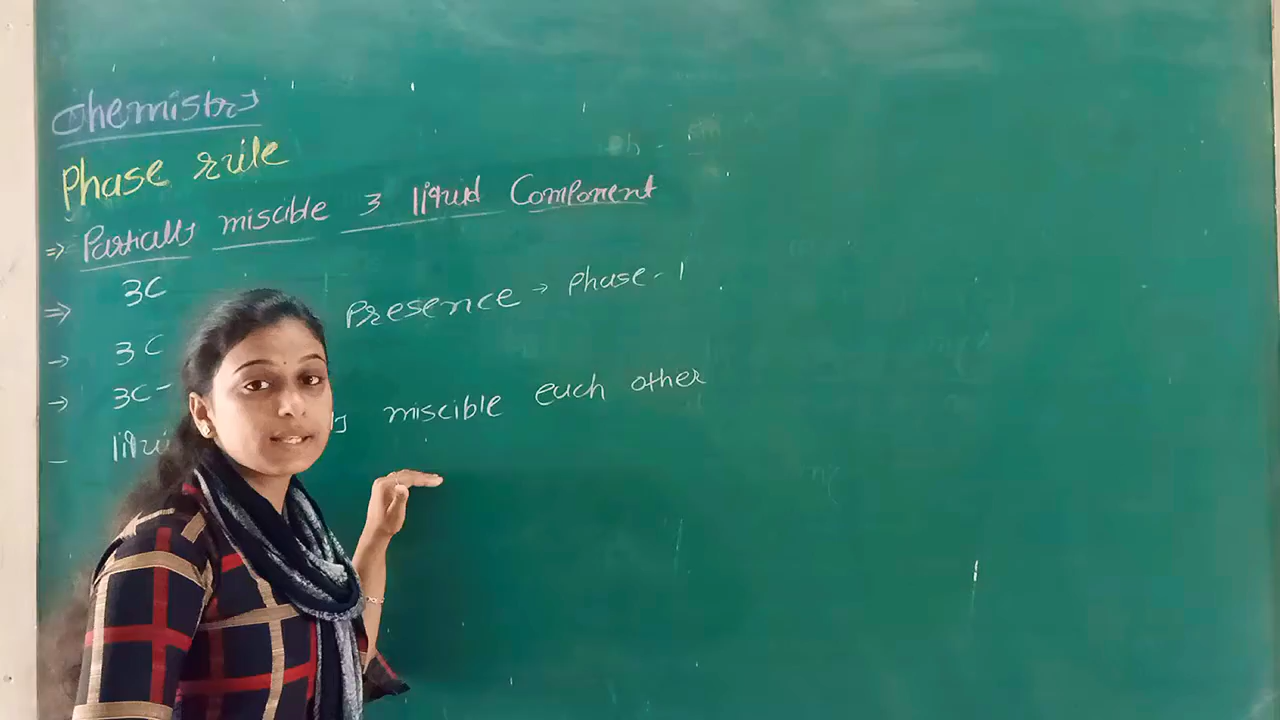 Chemistry
Phase rule
⇒ Partially miscible 3 liquid Component
⇒ 3C Presence → Phase-1
→ 3C
→ 3C-
- miscible each other